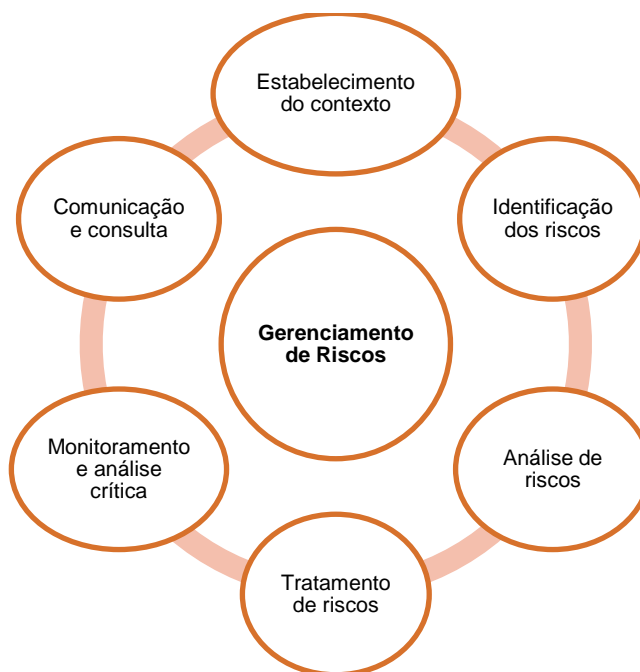 Estabelecimento
do contexto
Identificação
dos riscos
Análise de
riscos
Tratamento
de riscos
Monitoramento
e análise
crítica
Comunicação
e consulta
Gerenciamento
de Riscos